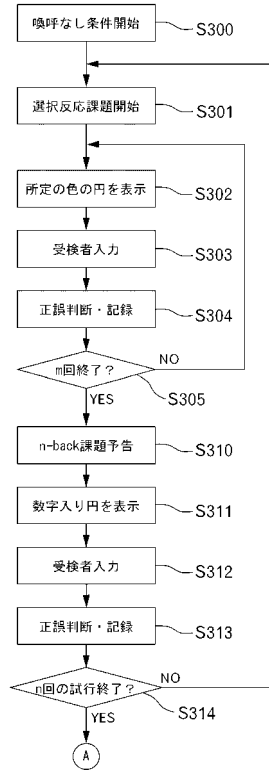 喚呼なし条件開始
S300
選択反応課題開始
S301
所定の色の円を表示
S302
受検者入力
S303
正誤判断・記録
S304
m回終了？
NO
S305
YES
n-back課題予告
S310
数字入り円を表示
S311
受検者入力
S312
正誤判断・記録
S313
n回の試行終了？
NO
S314
YES
A